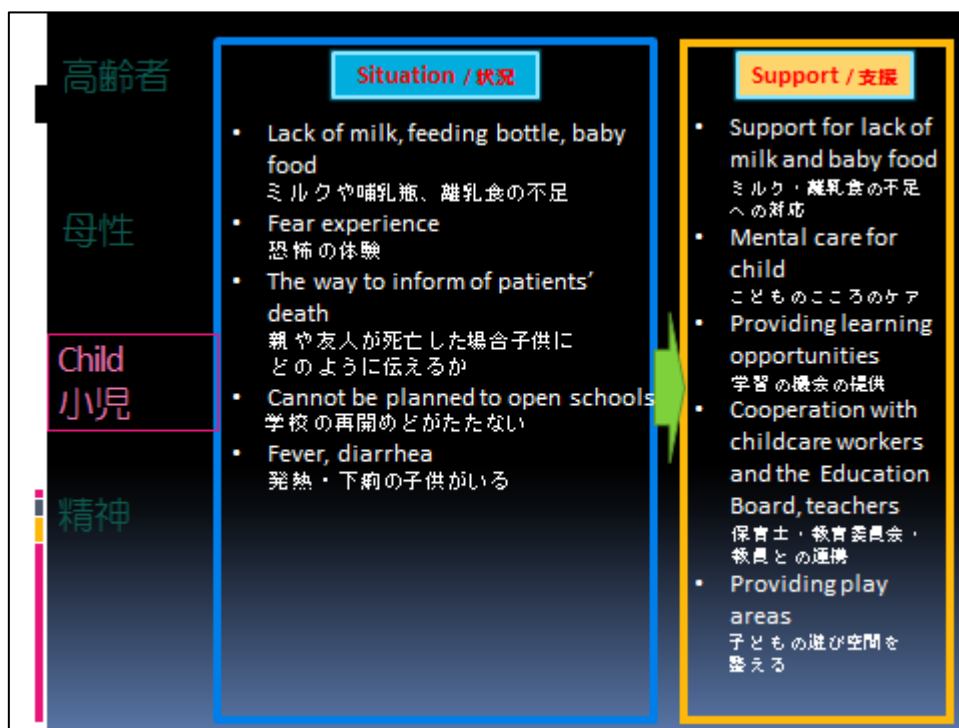 高齢者
母性
Child
小児
精神
Situation / 状況
• Lack of milk, feeding bottle, baby
food
ミルクや哺乳瓶、離乳食の不足
• Fear experience
恐怖の体験
• The way to inform of patients’
death
親や友人が死亡した場合子供に
どのように伝えるか
• Cannot be planned to open schools
学校の再開めどがたたない
• Fever, diarrhea
発熱・下痢の子供がいる
Support / 支援
• Support for lack of
milk and baby food
ミルク・離乳食の不足
への対応
• Mental care for
child
こどものこころのケア
• Providing learning
opportunities
学習の機会の提供
• Cooperation with
childcare workers
and the Education
Board, teachers
保育士・教育委員会・
教員との連携
• Providing play
areas
子どもの遊び空間を
整える